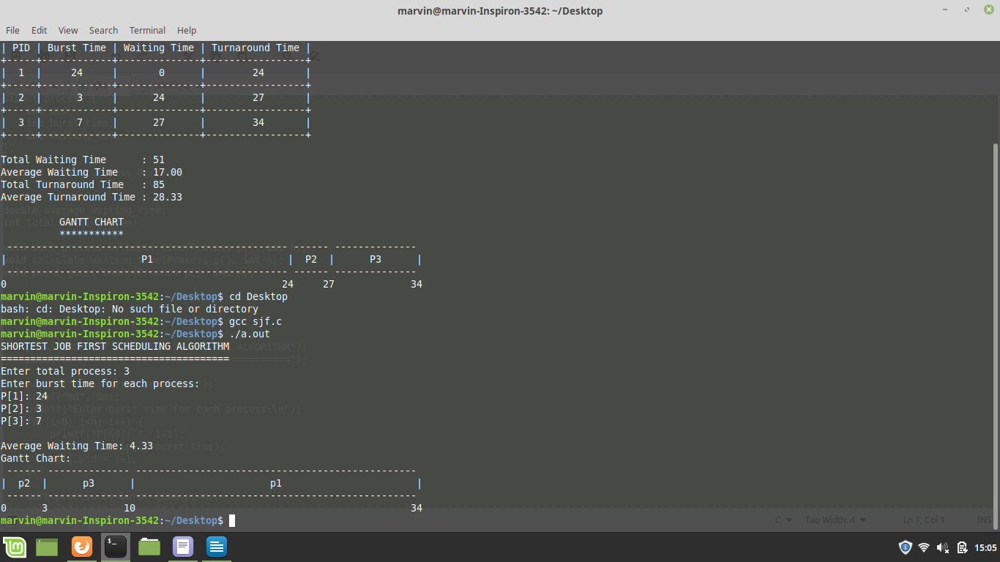 marvin@marvin-Inspiron-3542: ~/Desktop
File Edit View Search Terminal Help
| PID | Burst Time | Waiting Time | Turnaround Time |
+-----+------------+--------------+-----------------+
| 1 | 24 | 0 | 24 |
+-----+------------+--------------+-----------------+
| 2 | 3 | 24 | 27 |
+-----+------------+--------------+-----------------+
| 3 | 7 | 27 | 34 |
+-----+------------+--------------+-----------------+
Total Waiting Time : 51
Average Waiting Time : 17.00
Total Turnaround Time : 85
Average Turnaround Time : 28.33
GANTT CHART
***********
------------------------------------------------ ------ --------------
| P1 | P2 | P3 |
------------------------------------------------ ------ --------------
0 24 27 34
marvin@marvin-Inspiron-3542:~/Desktop$ cd Desktop
bash: cd: Desktop: No such file or directory
marvin@marvin-Inspiron-3542:~/Desktop$ gcc sjf.c
marvin@marvin-Inspiron-3542:~/Desktop$ ./a.out
SHORTEST JOB FIRST SCHEDULING ALGORITHM
=======================================
Enter total process: 3
Enter burst time for each process:
P[1]: 24
P[2]: 3
P[3]: 7
Average Waiting Time: 4.33
Gantt Chart:
------ -------------- ------------------------------------------------
| p2 | p3 | p1 |
------ -------------- ------------------------------------------------
0 3 10 34
marvin@marvin-Inspiron-3542:~/Desktop$
C Tab Width: 4 Ln 1, Col 1 INS
15:05